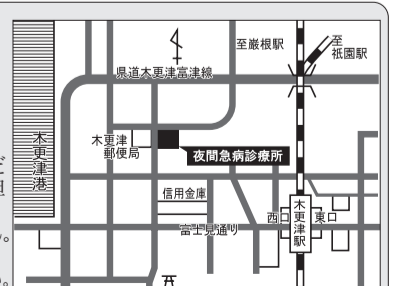 至巌根駅
至
祇園駅
県道木更津富津線
木更津港
木更津
郵便局
夜間急病診療所
信用金庫
西口
木更津駅
東口
富士見通り